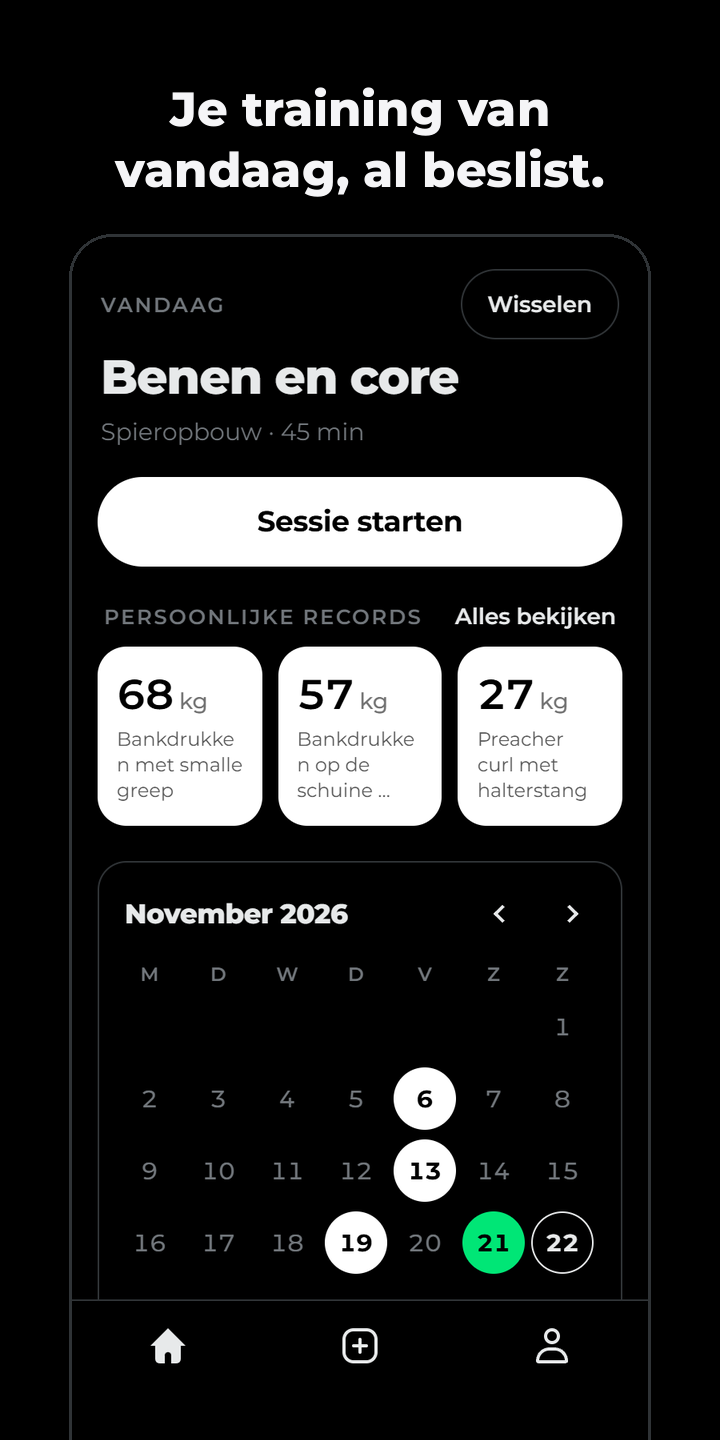 Je training van
vandaag, al beslist.
VANDAAG
Wisselen
Benen en core
Spieropbouw · 45 min
Sessie starten
PERSOONLIJKE RECORDS
Alles bekijken
68 kg
Bankdrukke
n met smalle
greep
57 kg
Bankdrukke
n op de
schuine ...
27 kg
Preacher
curl met
halterstang
November 2026
M D W D V Z Z
1
2 3 4 5 6 7 8
9 10 11 12 13 14 15
16 17 18 19 20 21 22